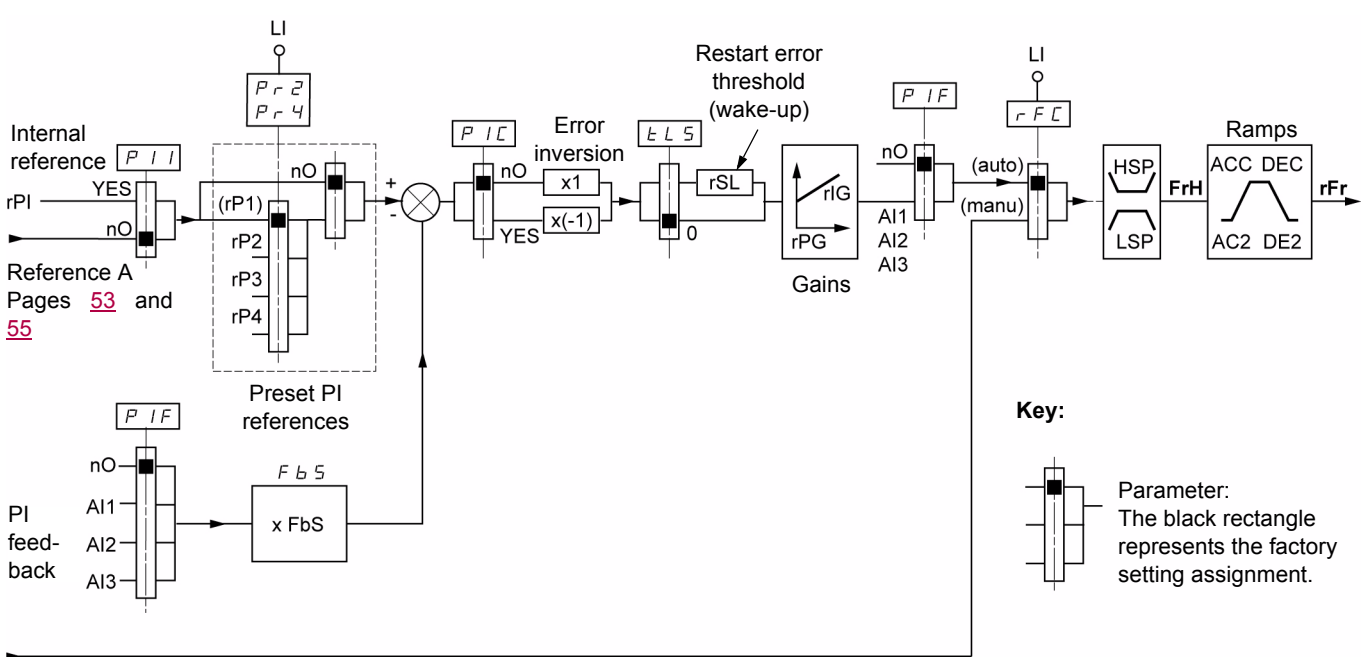 LI
Pr2
Pr4
Internal
reference
PII
YES
rPI
nO
Reference A
Pages 53 and
55
nO
(rP1)
rP2
rP3
rP4
Preset PI
references
+
-
PIC
nO
YES
Error
inversion
x1
x(-1)
tLS
0
Restart error
threshold
(wake-up)
rSL
rIG
rPG
Gains
PIF
nO
AI1
AI2
AI3
LI
rFC
(auto)
(manu)
HSP
LSP
FrH
Ramps
ACC DEC
AC2 DE2
rFr
PIF
nO
AI1
AI2
AI3
PI
feed-
back
FbS
x FbS
Key:
Parameter:
The black rectangle
represents the factory
setting assignment.